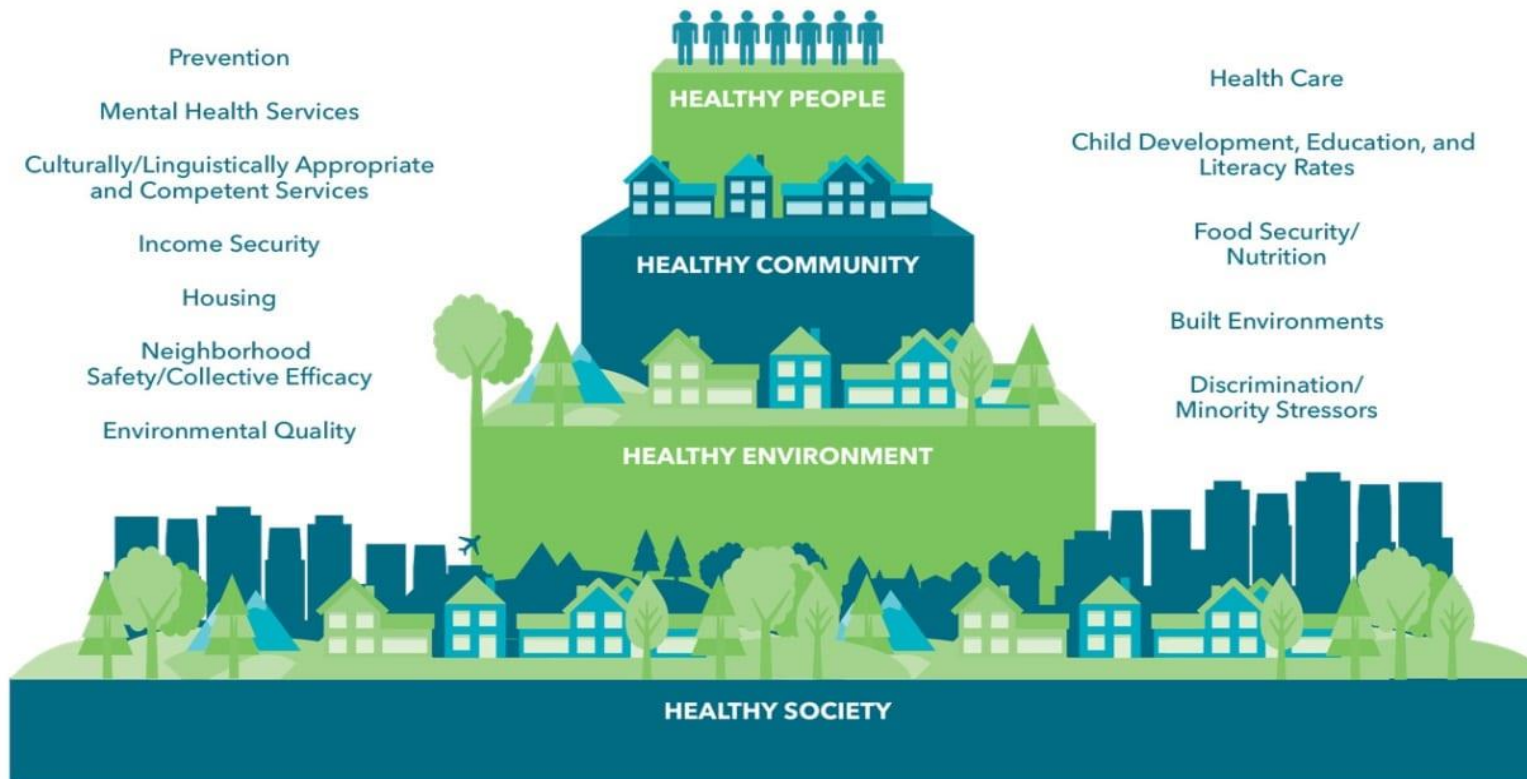 Prevention
Mental Health Services
Culturally/Linguistically Appropriate
and Competent Services
Income Security
Housing
Neighborhood
Safety/Collective Efficacy
Environmental Quality
HEALTHY PEOPLE
HEALTHY COMMUNITY
HEALTHY ENVIRONMENT
HEALTHY SOCIETY
Health Care
Child Development, Education, and
Literacy Rates
Food Security/
Nutrition
Built Environments
Discrimination/
Minority Stressors